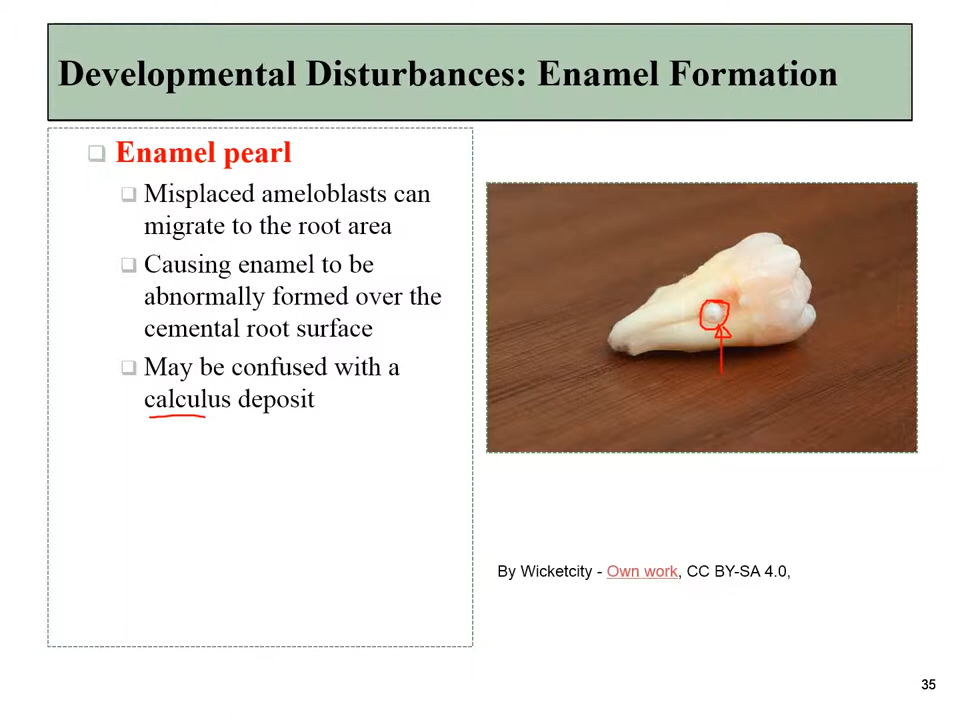 Developmental Disturbances: Enamel Formation
Enamel pearl
Misplaced ameloblasts can
migrate to the root area
Causing enamel to be
abnormally formed over the
cemental root surface
May be confused with a
calculus deposit
By Wicketcity - Own work, CC BY-SA 4.0,
35